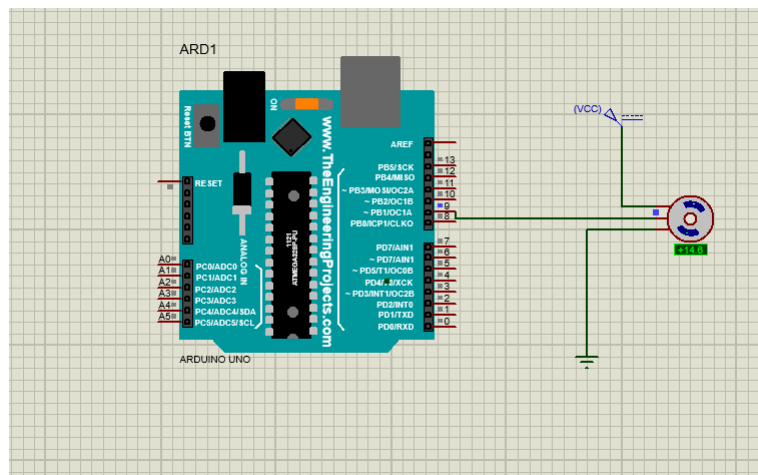 ARD1
(VCC)
ON
Reset BTN
www.TheEngineeringProjects.com
AREF
13
PB5/SCK
12
PB4/MISO
11
~ PB3/MOSI/OC2A
10
~ PB2/OC1B
9
~ PB1/OC1A
8
PB0/ICP1/CLKO
RESET
1121
ATMEGA328P-PU
ANALOG IN
7
PD7/AIN1
6
~ PD7/AIN1
5
~ PD5/T1/OC0B
4
3
~ PD3/INT1/OC2B
2
PD2/INT0
1
PD1/TXD
0
PD0/RXD
A0
PC0/ADC0
A1
PC1/ADC1
A2
PC2/ADC2
A3
PC3/ADC3
A4
PC4/ADC4/SDA
A5
PC5/ADC5/SCL
+14.6
ARDUINO UNO